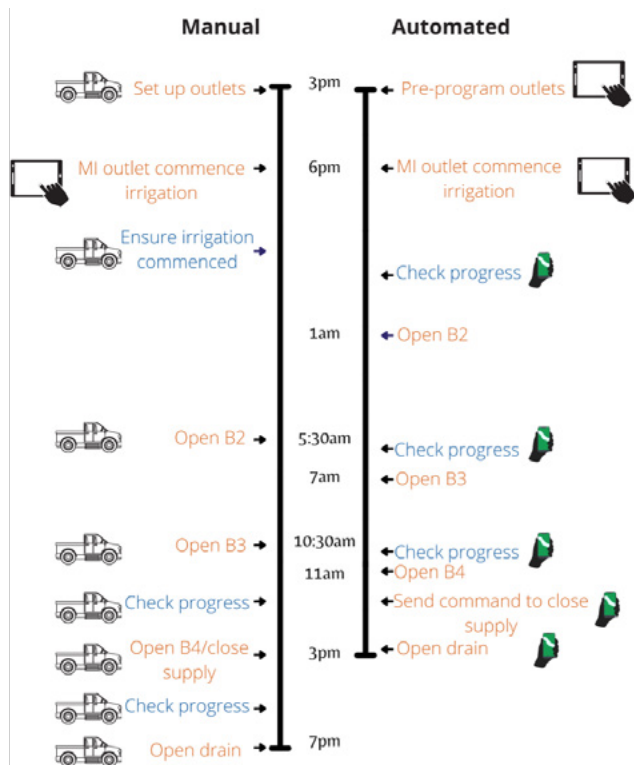 Manual
Automated
Set up outlets
3pm
Pre-program outlets
MI outlet commence
irrigation
6pm
MI outlet commence
irrigation
Ensure irrigation
commenced
Check progress
1am
Open B2
Open B2
5:30am
Check progress
7am
Open B3
Open B3
10:30am
Check progress
11am
Open B4
Check progress
Send command to close
supply
Open B4/close
supply
3pm
Open drain
Check progress
Open drain
7pm